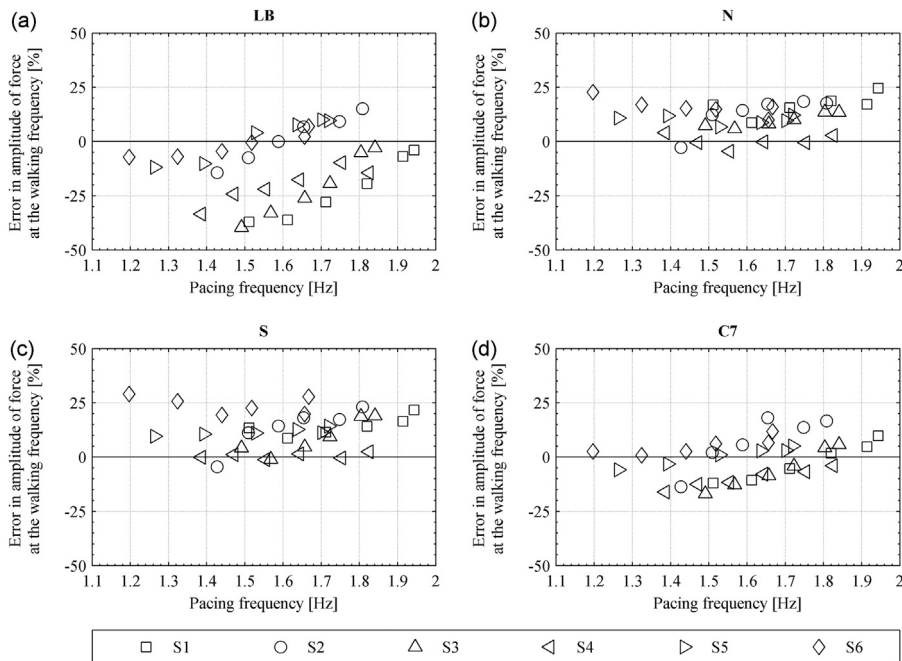 (a)
LB
Error in amplitude of force
at the walking frequency [%]
50
25
0
-25
-50
1.1 1.2 1.3 1.4 1.5 1.6 1.7 1.8 1.9 2
Pacing frequency [Hz]
(b)
N
Error in amplitude of force
at the walking frequency [%]
50
25
0
-25
-50
1.1 1.2 1.3 1.4 1.5 1.6 1.7 1.8 1.9 2
Pacing frequency [Hz]
(c)
S
Error in amplitude of force
at the walking frequency [%]
50
25
0
-25
-50
1.1 1.2 1.3 1.4 1.5 1.6 1.7 1.8 1.9 2
Pacing frequency [Hz]
(d)
C7
Error in amplitude of force
at the walking frequency [%]
50
25
0
-25
-50
1.1 1.2 1.3 1.4 1.5 1.6 1.7 1.8 1.9 2
Pacing frequency [Hz]
S1 S2 S3 S4 S5 S6